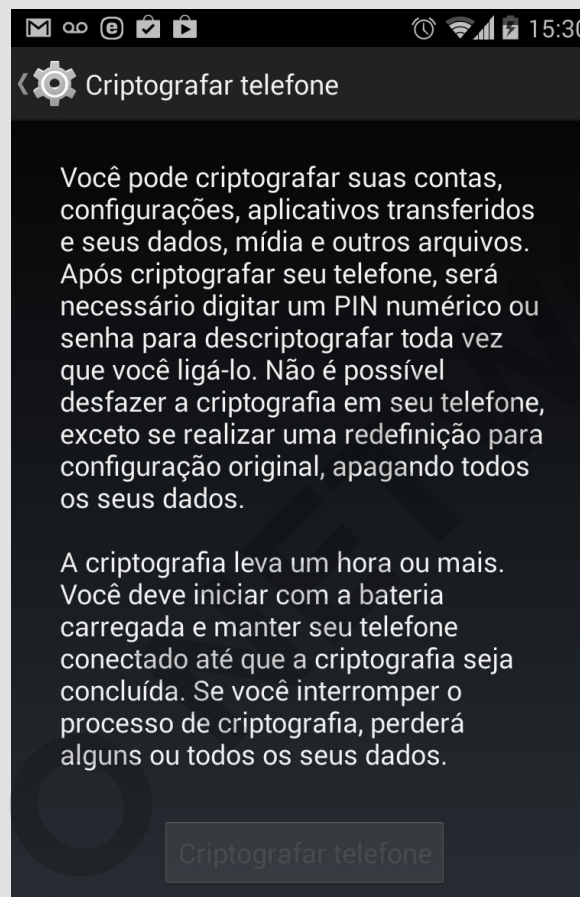 15:30
Criptografar telefone
Você pode criptografar suas contas,
configurações, aplicativos transferidos
e seus dados, mídia e outros arquivos.
Após criptografar seu telefone, será
necessário digitar um PIN numérico ou
senha para descriptografar toda vez
que você ligá-lo. Não é possível
desfazer a criptografia em seu telefone,
exceto se realizar uma redefinição para
configuração original, apagando todos
os seus dados.
A criptografia leva um hora ou mais.
Você deve iniciar com a bateria
carregada e manter seu telefone
conectado até que a criptografia seja
concluída. Se você interromper o
processo de criptografia, perderá
alguns ou todos os seus dados.
Criptografar telefone